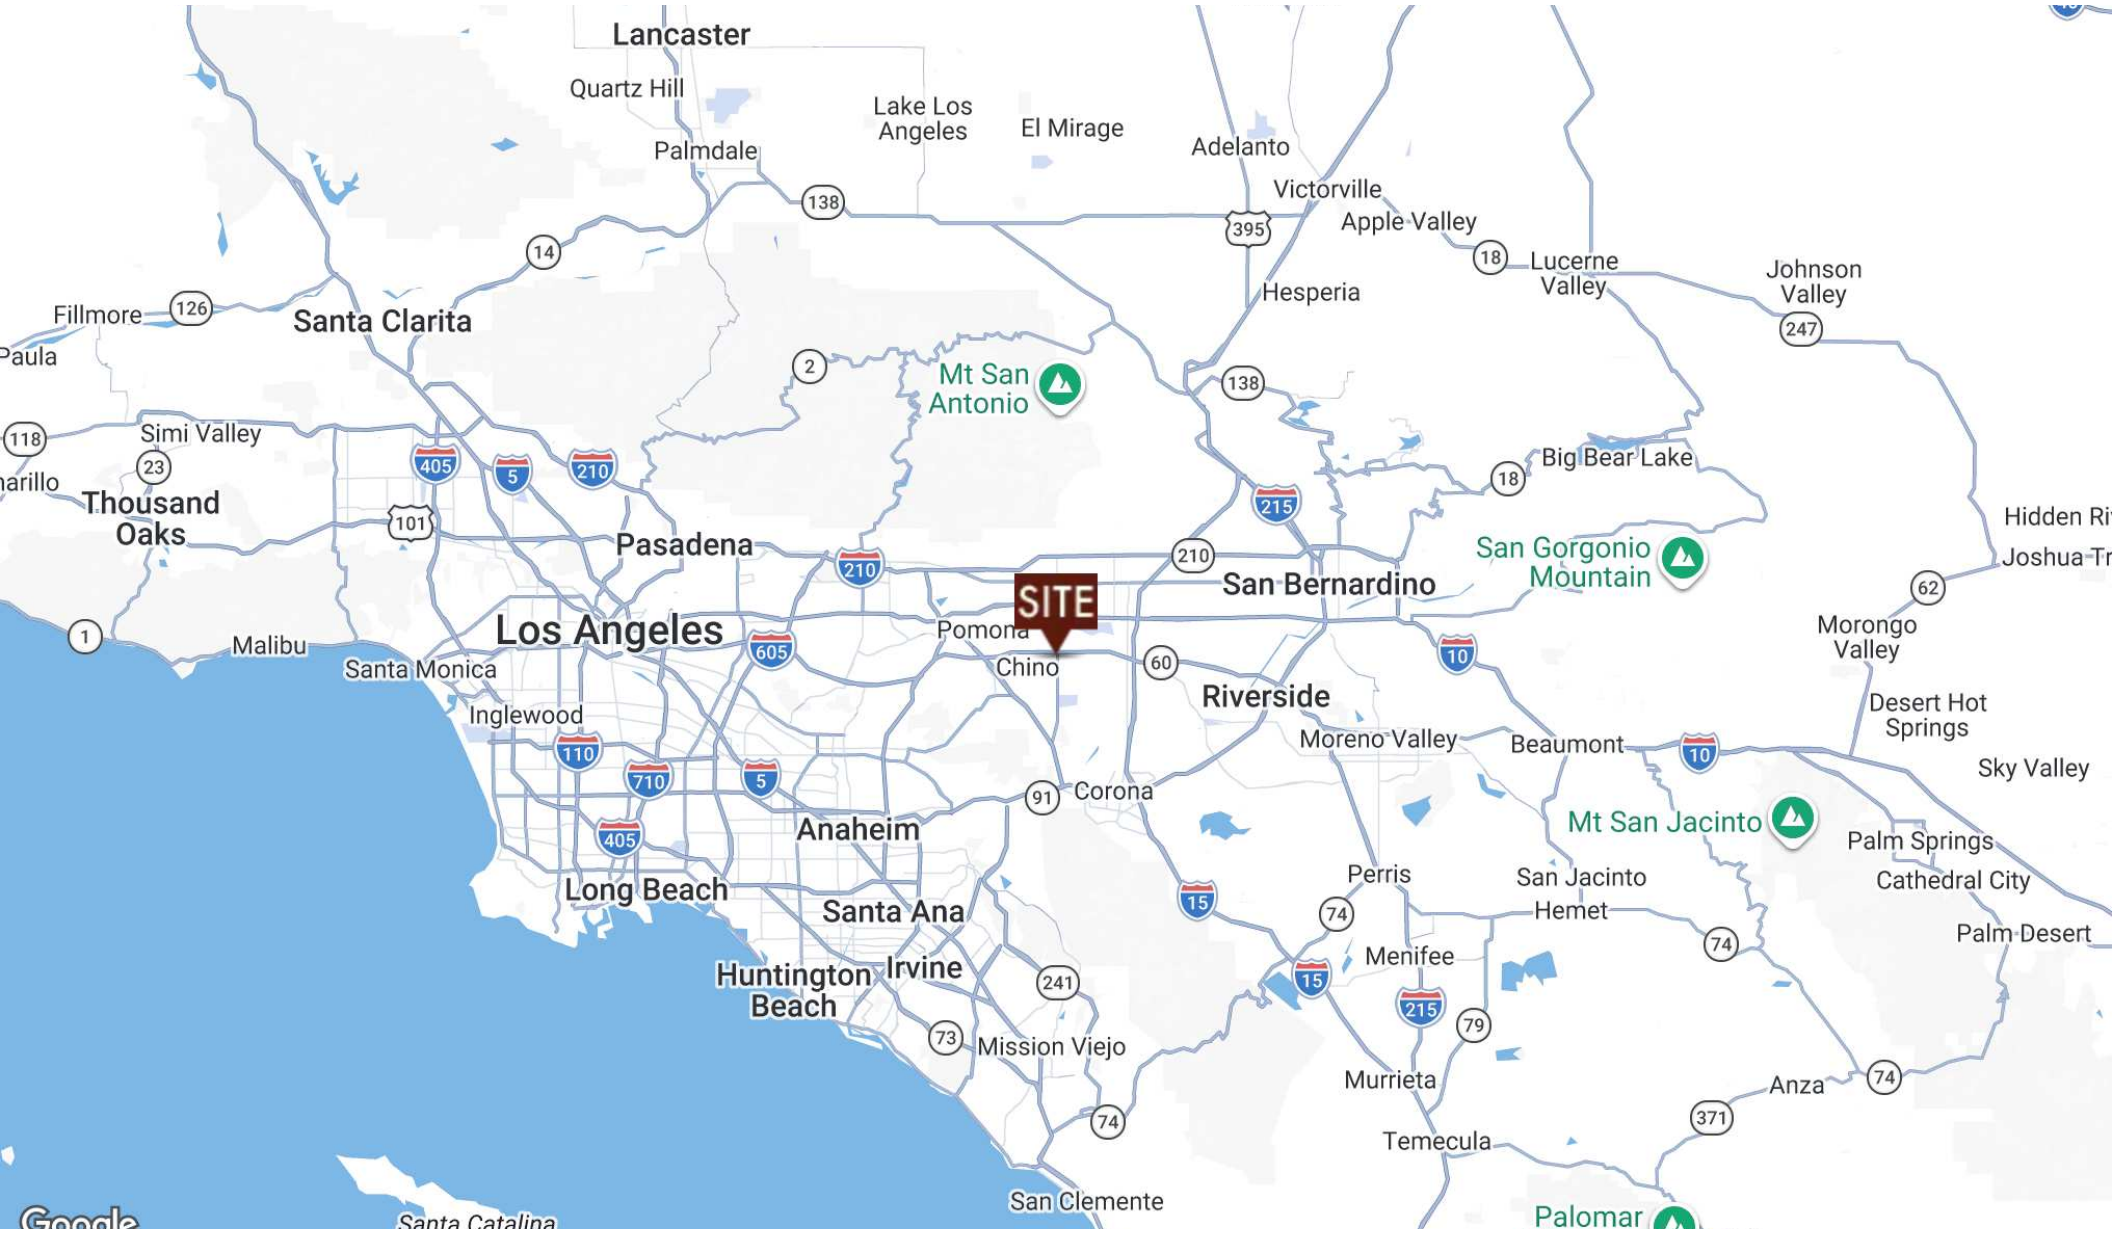 Lancaster
Quartz Hill
Lake Los
Angeles
El Mirage
Palmdale
Adelanto
138
Victorville
395
Apple Valley
14
18
Lucerne
Valley
Johnson
Valley
Hesperia
Fillmore
126
Santa Clarita
247
Paula
2
Mt San
Antonio
138
118
Simi Valley
23
405
5
210
Big Bear Lake
18
Thousand
Oaks
101
215
Pasadena
210
210
San Gorgonio
Mountain
Hidden
San Bernardino
SITE
62
1
Malibu
Los Angeles
605
Pomona
Morongo
Valley
Santa Monica
Chino
60
10
Riverside
Desert Hot
Springs
Inglewood
110
Moreno Valley
Beaumont
10
Sky Valley
710
5
91
Corona
405
Anaheim
Mt San Jacinto
Palm Springs
Long Beach
Perris
San Jacinto
Cathedral City
Santa Ana
15
74
Hemet
Palm Desert
74
Huntington
Beach
Irvine
Menifee
241
15
215
79
73
Mission Viejo
Murrieta
Anza
74
74
371
Temecula
San Clemente
Palomar
Google
Santa Catalina